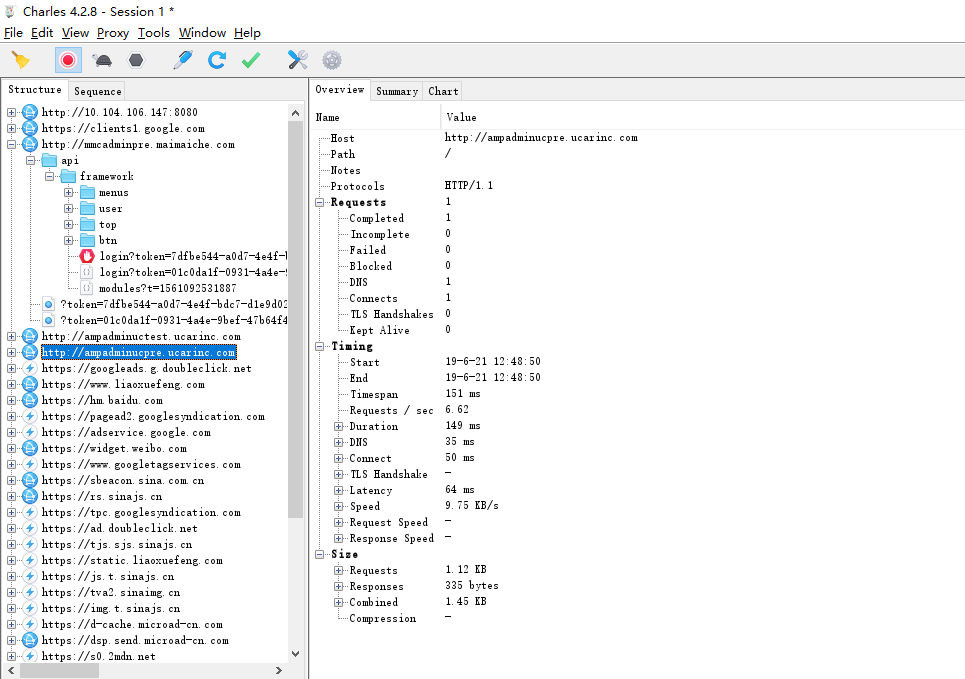 Charles 4.2.8 - Session 1 *
File Edit View Proxy Tools Window Help
Structure Sequence
http://10.104.106.147:8080
https://clients1.google.com
http://mmcadminpre.maimaiche.com
api
framework
menus
user
top
btn
login?token=7dfbe544-a0d7-4e4f-b
login?token=01c0da1f-0931-4a4e-9
modules?t=1561092531887
?token=7dfbe544-a0d7-4e4f-bdc7-d1e9d02
?token=01c0da1f-0931-4a4e-9bef-47b64f4
http://ampadminuctest.ucarinc.com
http://ampadminucpre.ucarinc.com
https://googleads.g.doubleclick.net
https://www.liaoxuefeng.com
https://hm.baidu.com
https://pagead2.googlesyndication.com
https://adservice.google.com
https://widget.weibo.com
https://www.googletagservices.com
https://sbeacon.sina.com.cn
https://rs.sinajs.cn
https://tpc.googlesyndication.com
https://ad.doubleclick.net
https://tjs.sjs.sinajs.cn
https://static.liaoxuefeng.com
https://js.t.sinajs.cn
https://tva2.sinaimg.cn
https://img.t.sinajs.cn
https://d-cache.microad-cn.com
https://dsp.send.microad-cn.com
https://s0.2mdn.net
Overview Summary Chart
Name Value
Host http://ampadminucpre.ucarinc.com
Path /
Notes
Protocols HTTP/1.1
Requests 1
Completed 1
Incomplete 0
Failed 0
Blocked 0
DNS 1
Connects 1
TLS Handshakes 0
Kept Alive 0
Timing
Start 19-6-21 12:48:50
End 19-6-21 12:48:50
Timespan 151 ms
Requests / sec 6.62
Duration 149 ms
DNS 35 ms
Connect 50 ms
TLS Handshake -
Latency 64 ms
Speed 9.75 KB/s
Request Speed -
Response Speed -
Size
Requests 1.12 KB
Responses 335 bytes
Combined 1.45 KB
Compression -